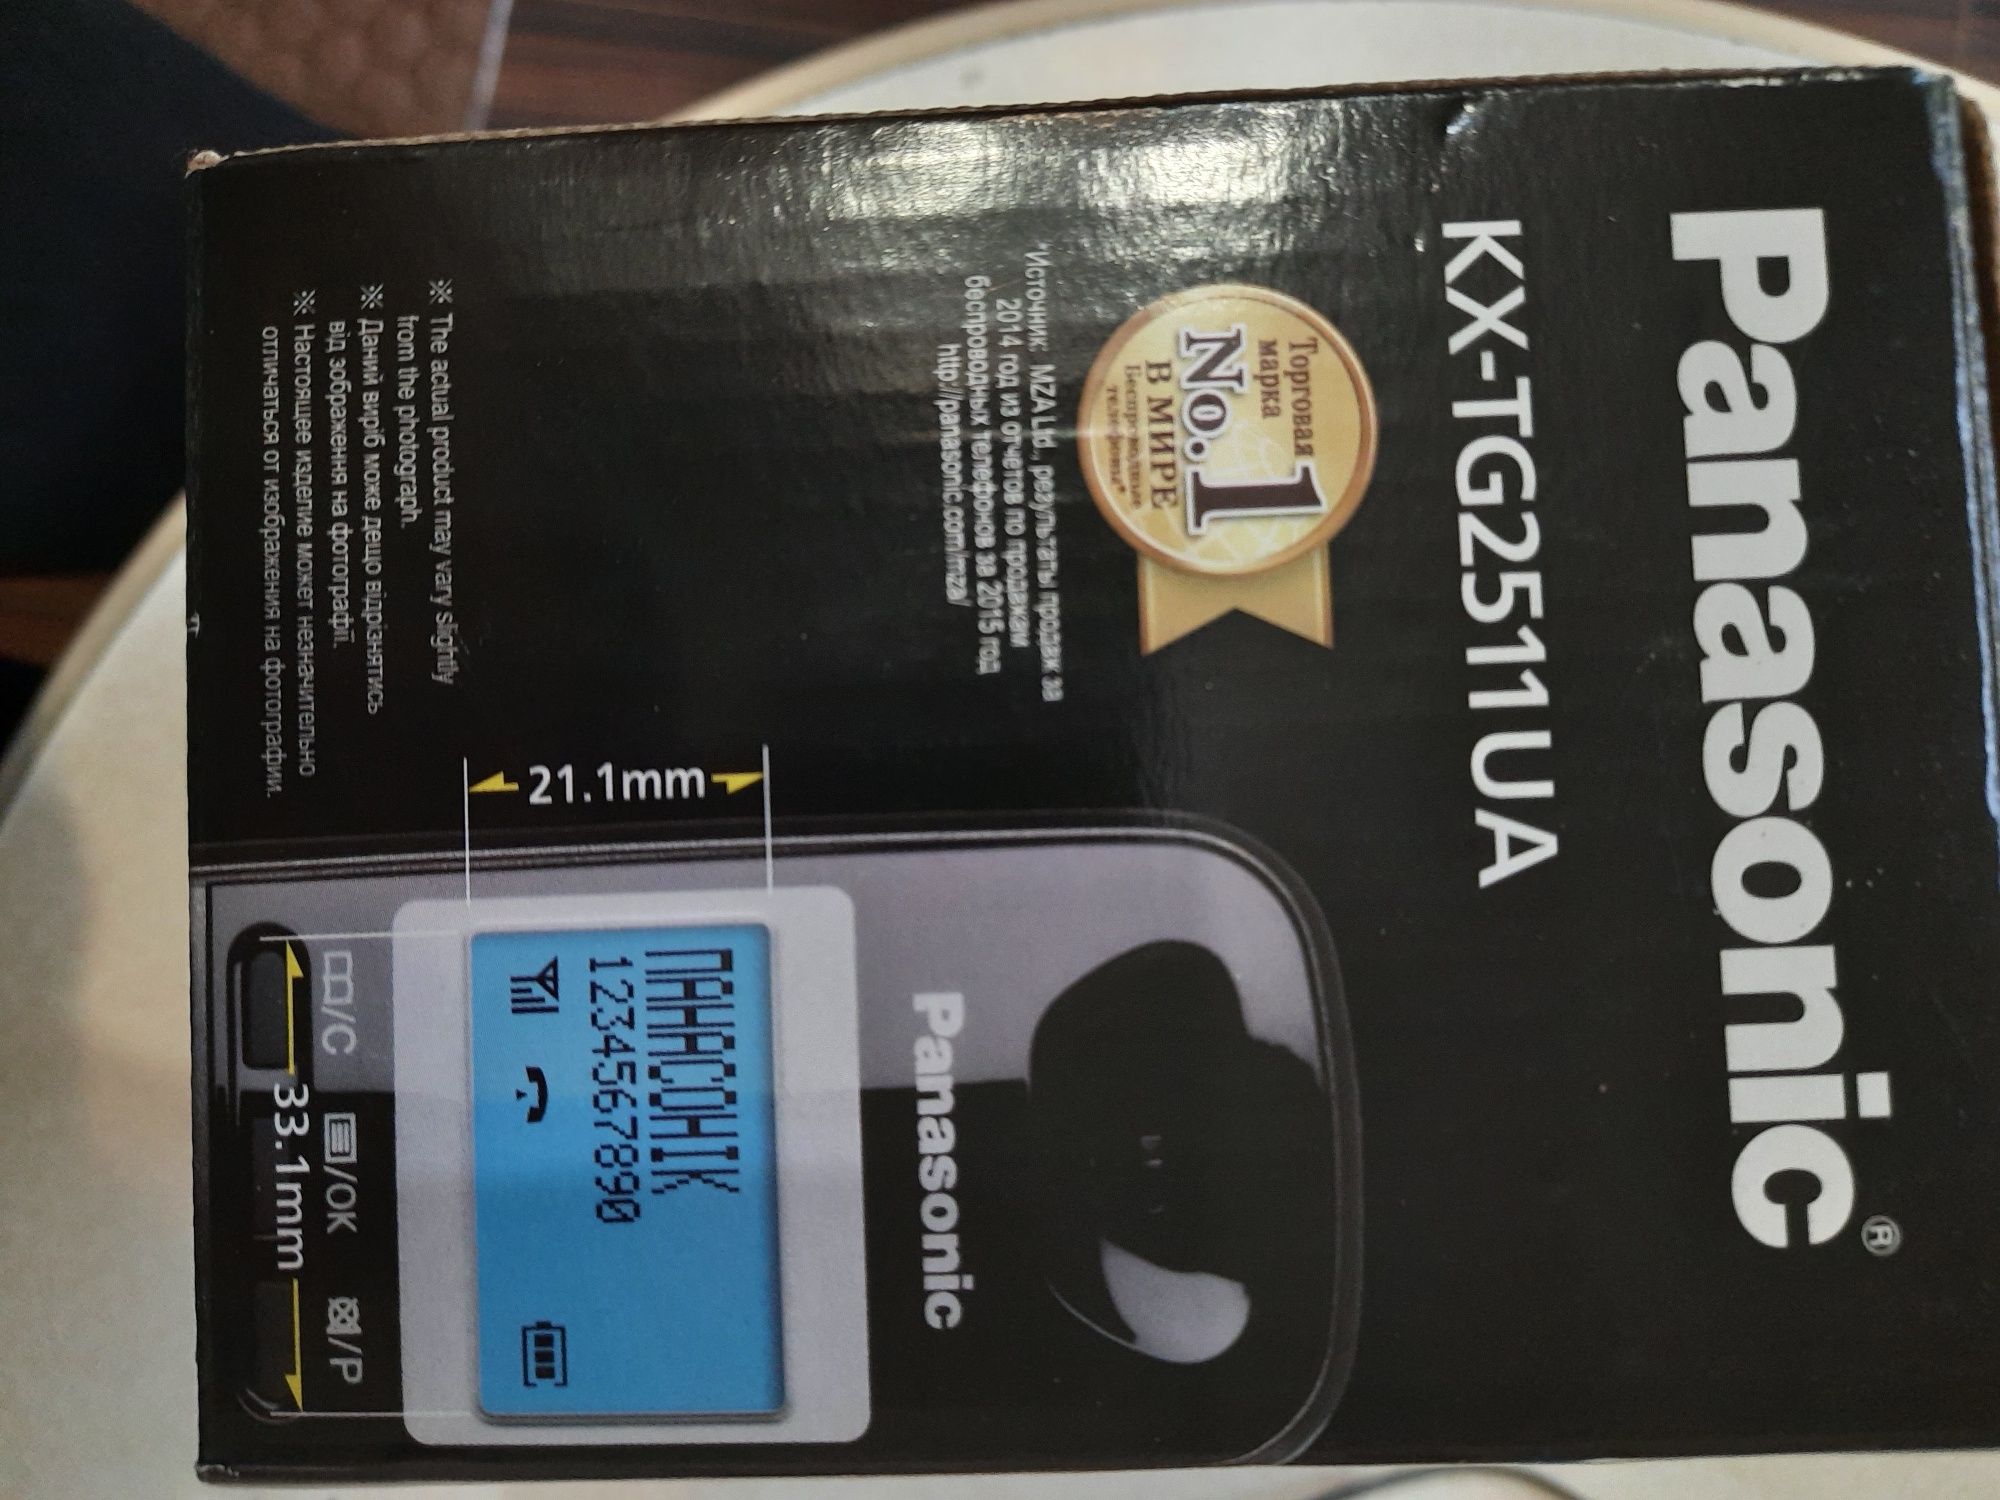 Panasonic®
KX-TG2511UA
Торговая
марка
No.1
В МИРЕ
Беспроводные
телефоны*
*Источник: MZA Ltd., результаты продаж за
2014 год из отчетов по продажам
беспроводных телефонов за 2015 год
http://panasonic.com/mza/
Panasonic
ПАНАСОНІК
1234567890
21.1mm
/C
/OK
/P
33.1mm
※ The actual product may vary slightly
from the photograph.
※ Даний виріб може дещо відрізнятись
від зображення на фотографії.
※ Настоящее изделие может незначительно
отличаться от изображения на фотографии.